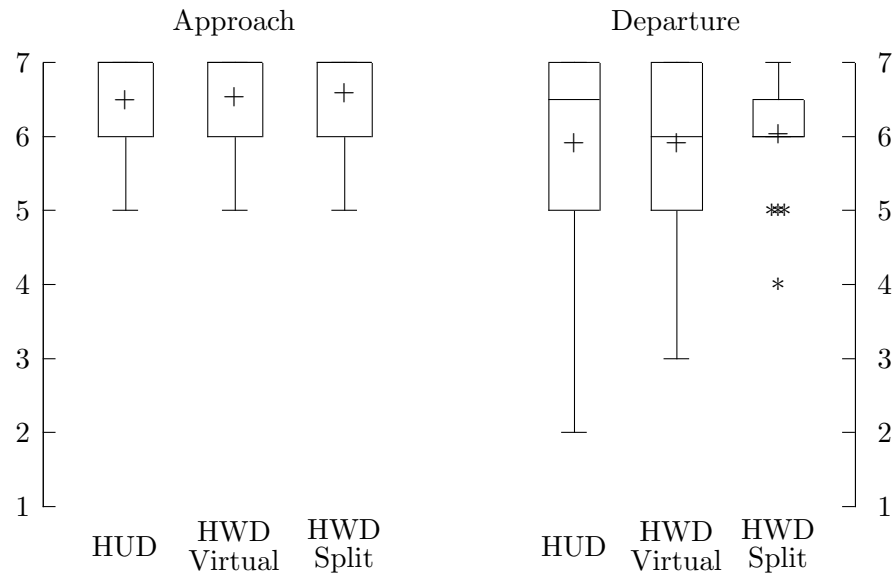 Approach
Departure
7
6
5
4
3
2
1
7
6
5
4
3
2
1
HUD
HWD
Virtual
HWD
Split
HUD
HWD
Virtual
HWD
Split